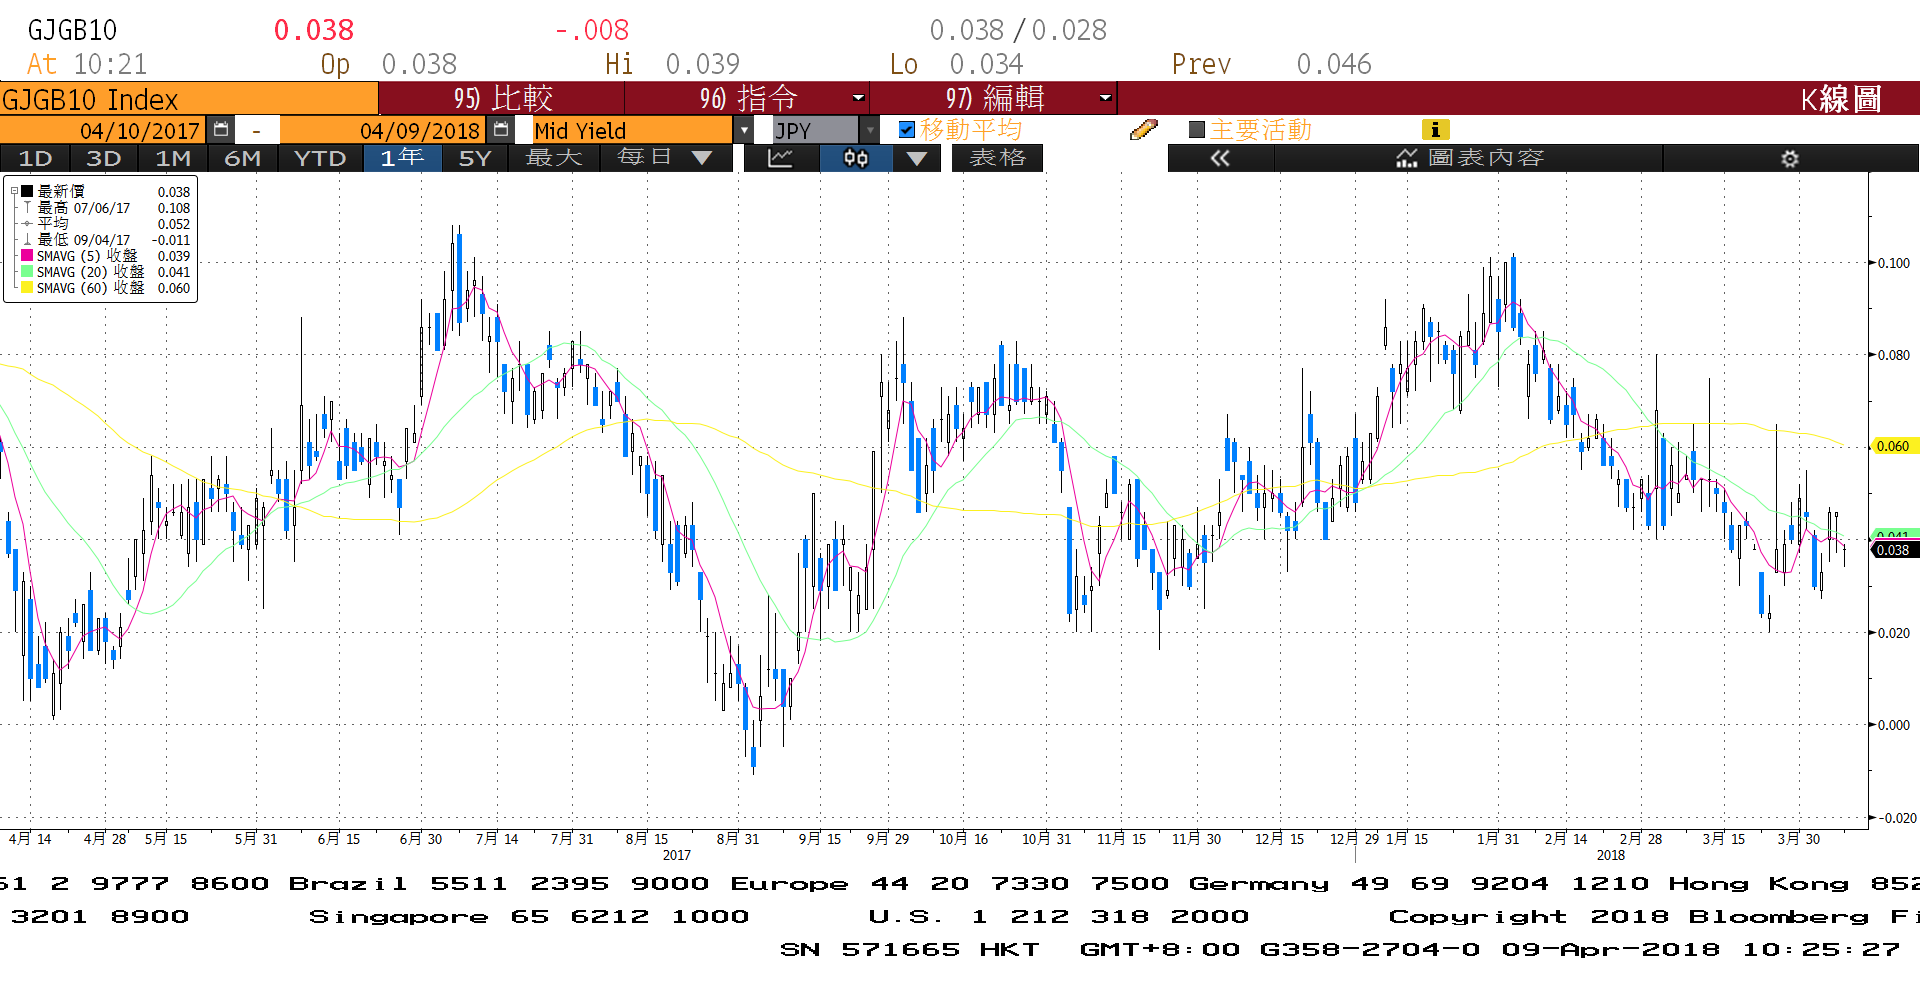 GJGB10 0.038 -.008 0.038 / 0.028
At 10:21 Op 0.038 Hi 0.039 Lo 0.034 Prev 0.046
GJGB10 Index 95) 比較 96) 指令 97) 編輯 K線圖
04/10/2017 - 04/09/2018 Mid Yield JPY 移動平均 主要活動 i
1D 3D 1M 6M YTD 1年 5Y 最大 每日 ▼ 表格 « 圖表內容
最新價 0.038
最高 07/06/17 0.108
平均 0.052
最低 09/04/17 -0.011
SMAVG (5) 收盤 0.039
SMAVG (20) 收盤 0.041
SMAVG (60) 收盤 0.060
0.100
0.080
0.060
0.041
0.038
0.020
0.000
-0.020
4月 14 4月 28 5月 15 5月 31 6月 15 6月 30 7月 14 7月 31 8月 15 8月 31 9月 15 9月 29 10月 16 10月 31 11月 15 11月 30 12月 15 12月 29 1月 15 1月 31 2月 14 2月 28 3月 15 3月 30
2017 2018
61 2 9777 8600 Brazil 5511 2395 9000 Europe 44 20 7330 7500 Germany 49 69 9204 1210 Hong Kong 852
3201 8900 Singapore 65 6212 1000 U.S. 1 212 318 2000 Copyright 2018 Bloomberg Fi
SN 571665 HKT GMT+8:00 G358-2704-0 09-Apr-2018 10:25:27